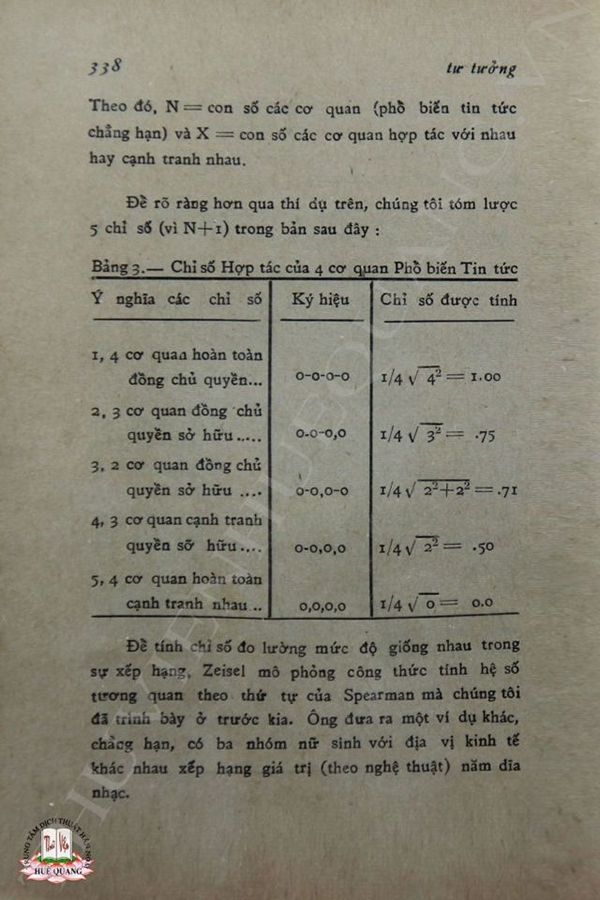 338 tư tưởng
Theo đó, N = con số các cơ quan (phổ biến tin tức
chẳng hạn) và X = con số các cơ quan hợp tác với nhau
hay cạnh tranh nhau.
Để rõ ràng hơn qua thí dụ trên, chúng tôi tóm lược
5 chỉ số (vì N+1) trong bản sau đây :
Bảng 3.— Chỉ số Hợp tác của 4 cơ quan Phổ biến Tin tức
Ý nghĩa các chỉ số Ký hiệu Chỉ số được tính
1, 4 cơ quan hoàn toàn
đồng chủ quyền... 0-0-0-0 1/4 √4² = 1.00
2, 3 cơ quan đồng chủ
quyền sở hữu ..... 0-0-0,0 1/4 √3² = .75
3, 2 cơ quan đồng chủ
quyền sở hữu .... 0-0,0-0 1/4 √2²+2² = .71
4, 3 cơ quan cạnh tranh
quyền sỡ hữu .... 0-0,0,0 1/4 √2² = .50
5, 4 cơ quan hoàn toàn
cạnh tranh nhau .. 0,0,0,0 1/4 √0 = 0.0
Để tính chỉ số đo lường mức độ giống nhau trong
sự xếp hạng, Zeisel mô phỏng công thức tính hệ số
tương quan theo thứ tự của Spearman mà chúng tôi
đã trình bày ở trước kia. Ông đưa ra một ví dụ khác,
chẳng hạn, có ba nhóm nữ sinh với địa vị kinh tế
khác nhau xếp hạng giá trị (theo nghệ thuật) năm dĩa
nhạc.
TRUNG TÂM DỊCH THUẬT HÁN NÔM
Thư Viện
HUỆ QUANG